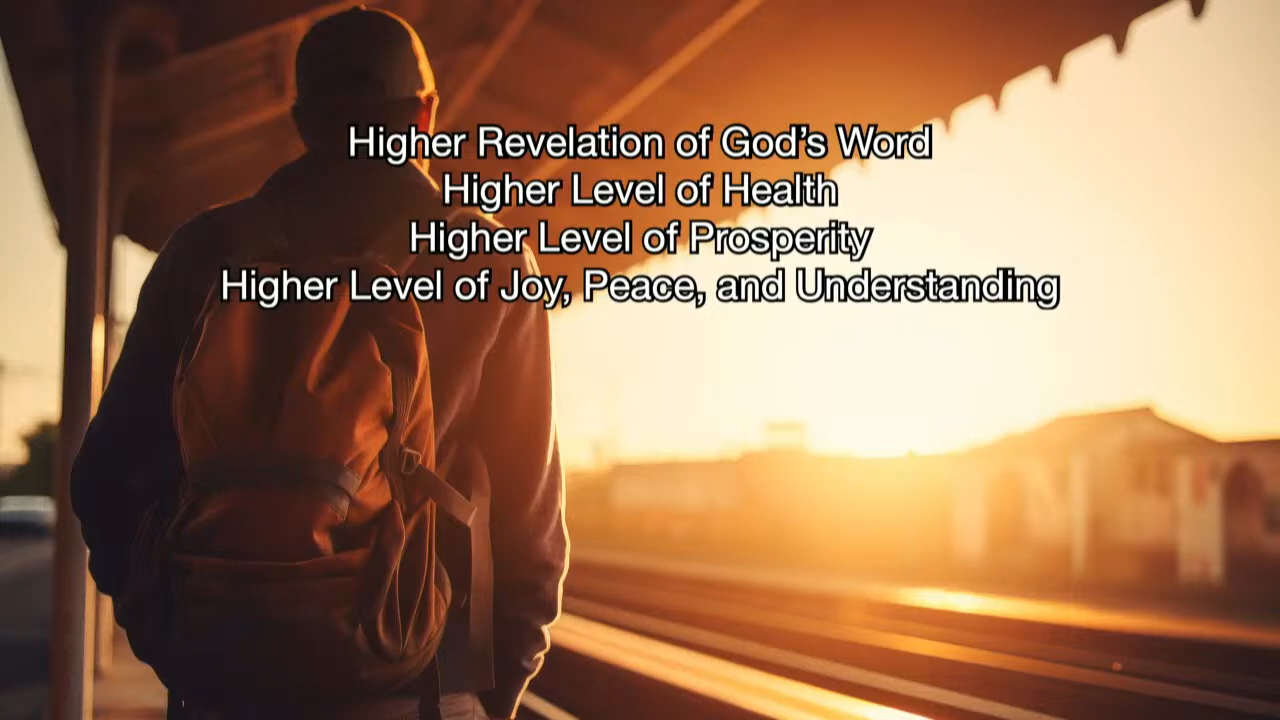 Higher Revelation of God’s Word
Higher Level of Health
Higher Level of Prosperity
Higher Level of Joy, Peace, and Understanding